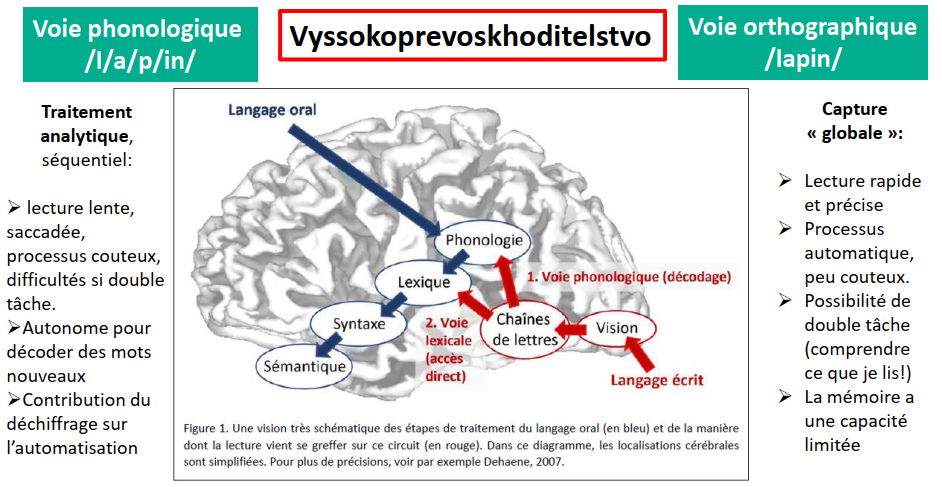 Voie phonologique
/l/a/p/in/
Vyssokoprevoskhoditelstvo
Voie orthographique
/lapin/
Traitement
analytique,
séquentiel:
➢ lecture lente,
saccadée,
processus couteux,
difficultés si double
tâche.
➢Autonome pour
décoder des mots
nouveaux
➢Contribution du
déchiffrage sur
l’automatisation
Langage oral
Phonologie
1. Voie phonologique (décodage)
Lexique
Chaînes
de lettres
Vision
Syntaxe
2. Voie
lexicale
(accès
direct)
Sémantique
Langage écrit
Figure 1. Une vision très schématique des étapes de traitement du langage oral (en bleu) et de la manière
dont la lecture vient se greffer sur ce circuit (en rouge). Dans ce diagramme, les localisations cérébrales
sont simplifiées. Pour plus de précisions, voir par exemple Dehaene, 2007.
Capture
« globale »:
➢ Lecture rapide
et précise
➢ Processus
automatique,
peu couteux.
➢ Possibilité de
double tâche
(comprendre
ce que je lis!)
➢ La mémoire a
une capacité
limitée